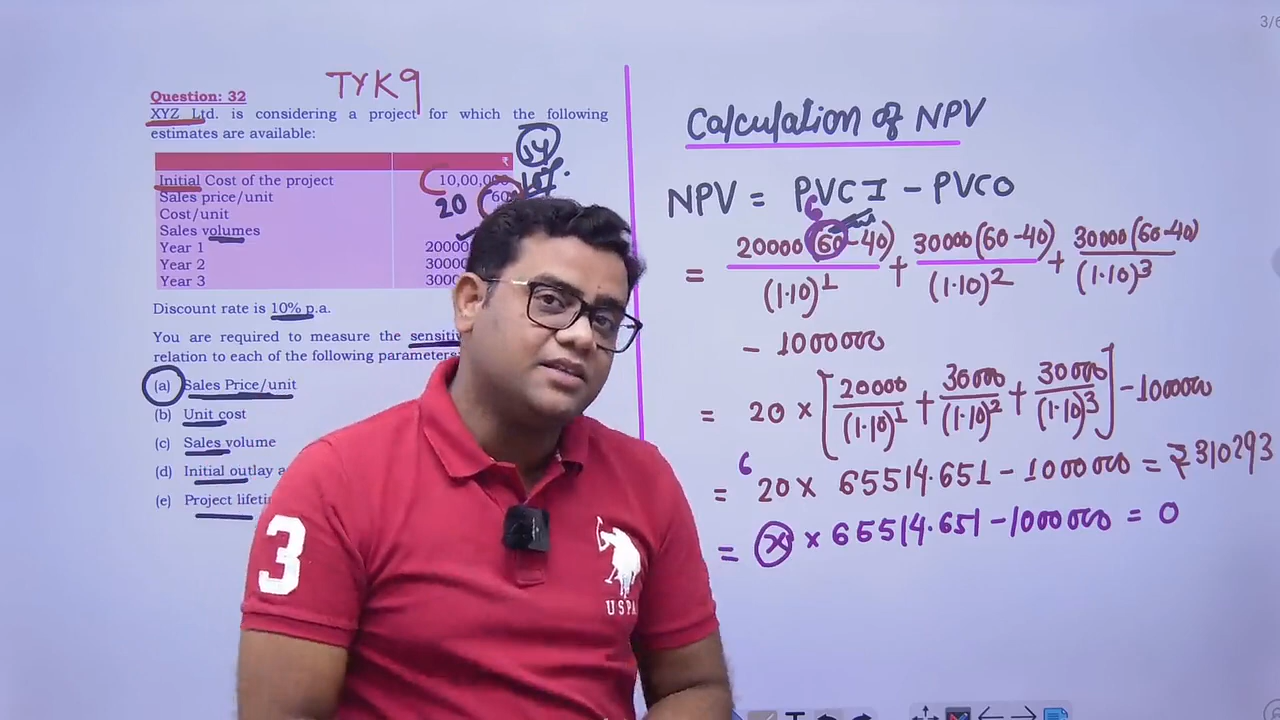 3/6
TYK9
Question: 32
XYZ Ltd. is considering a project for which the following
estimates are available:
₹
Initial Cost of the project 10,00,000
Sales price/unit 60
Cost/unit
Sales volumes
Year 1 20000
Year 2 30000
Year 3 3000
14
10%
20
Discount rate is 10% p.a.
You are required to measure the
relation to each of the following parameters:
(a) Sales Price/unit
(b) Unit cost
(c) Sales volume
(d) Initial outlay
(e) Project
Calculation of NPV
NPV = PVCI - PVCO
6
= 20000(60-40)/(1.10)^1 + 30000(60-40)/(1.10)^2 + 30000(60-40)/(1.10)^3
- 1000000
= 20 × [20000/(1.10)^1 + 30000/(1.10)^2 + 30000/(1.10)^3] - 1000000
6
= 20 × 65514.651 - 1000000 = ₹310293
= x × 65514.651 - 1000000 = 0
3
USPA